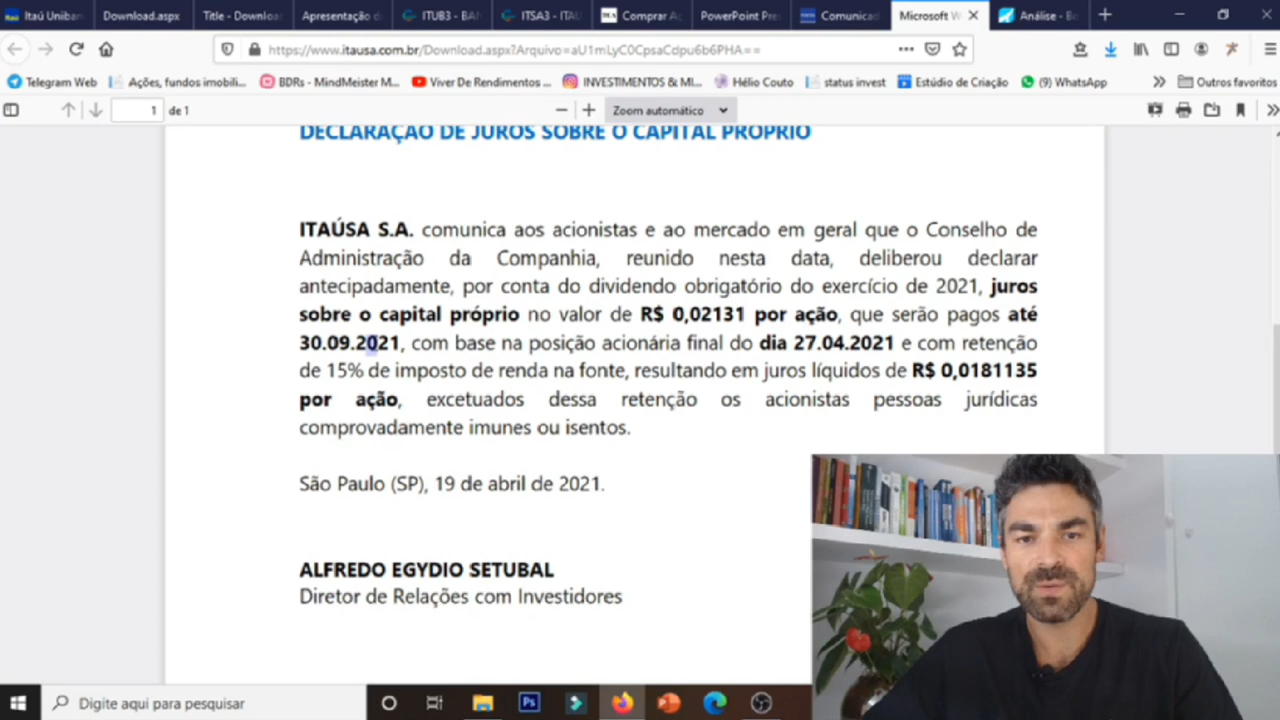 Itaú Uniban
Download.aspx
Title - Downloa
Apresentação d
ITUB3 - BAN
ITSA3 - ITAU
Comprar Aç
PowerPoint Pre
Comunicad
Microsoft W
Análise - Bo
https://www.itausa.com.br/Download.aspx?Arquivo=aU1mLyC0CpsaCdpu6b6PHA==
Telegram Web
Ações, fundos imobili...
BDRs - MindMeister M...
Viver De Rendimentos ...
INVESTIMENTOS & MI...
Hélio Couto
status invest
Estúdio de Criação
(9) WhatsApp
Outros favoritos
1 de 1
Zoom automático
DECLARAÇÃO DE JUROS SOBRE O CAPITAL PRÓPRIO
ITAÚSA S.A. comunica aos acionistas e ao mercado em geral que o Conselho de
Administração da Companhia, reunido nesta data, deliberou declarar
antecipadamente, por conta do dividendo obrigatório do exercício de 2021, juros
sobre o capital próprio no valor de R$ 0,02131 por ação, que serão pagos até
30.09.2021, com base na posição acionária final do dia 27.04.2021 e com retenção
de 15% de imposto de renda na fonte, resultando em juros líquidos de R$ 0,0181135
por ação, excetuados dessa retenção os acionistas pessoas jurídicas
comprovadamente imunes ou isentos.
São Paulo (SP), 19 de abril de 2021.
ALFREDO EGYDIO SETUBAL
Diretor de Relações com Investidores
Digite aqui para pesquisar
Ps